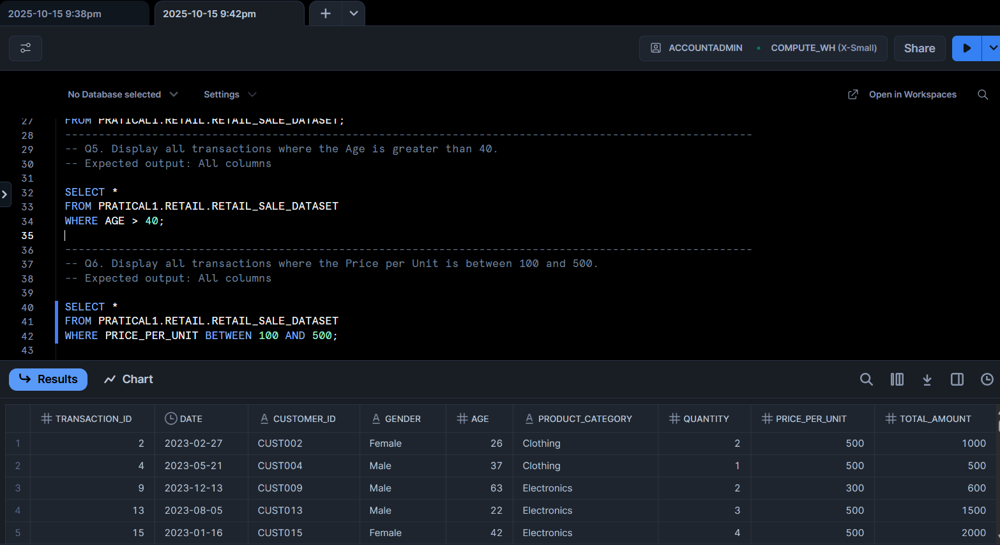 2025-10-15 9:38pm 2025-10-15 9:42pm
ACCOUNTADMIN COMPUTE_WH (X-Small) Share
No Database selected Settings Open in Workspaces
27 FROM PRATICAL1.RETAIL.RETAIL_SALE_DATASET;
28 -------------------------------------------------------------------------------------------------------
29 -- Q5. Display all transactions where the Age is greater than 40.
30 -- Expected output: All columns
31
32 SELECT *
33 FROM PRATICAL1.RETAIL.RETAIL_SALE_DATASET
34 WHERE AGE > 40;
35
36 -------------------------------------------------------------------------------------------------------
37 -- Q6. Display all transactions where the Price per Unit is between 100 and 500.
38 -- Expected output: All columns
39
40 SELECT *
41 FROM PRATICAL1.RETAIL.RETAIL_SALE_DATASET
42 WHERE PRICE_PER_UNIT BETWEEN 100 AND 500;
43
Results Chart
TRANSACTION_ID DATE CUSTOMER_ID GENDER AGE PRODUCT_CATEGORY QUANTITY PRICE_PER_UNIT TOTAL_AMOUNT
1 2 2023-02-27 CUST002 Female 26 Clothing 2 500 1000
2 4 2023-05-21 CUST004 Male 37 Clothing 1 500 500
3 9 2023-12-13 CUST009 Male 63 Electronics 2 300 600
4 13 2023-08-05 CUST013 Male 22 Electronics 3 500 1500
5 15 2023-01-16 CUST015 Female 42 Electronics 4 500 2000